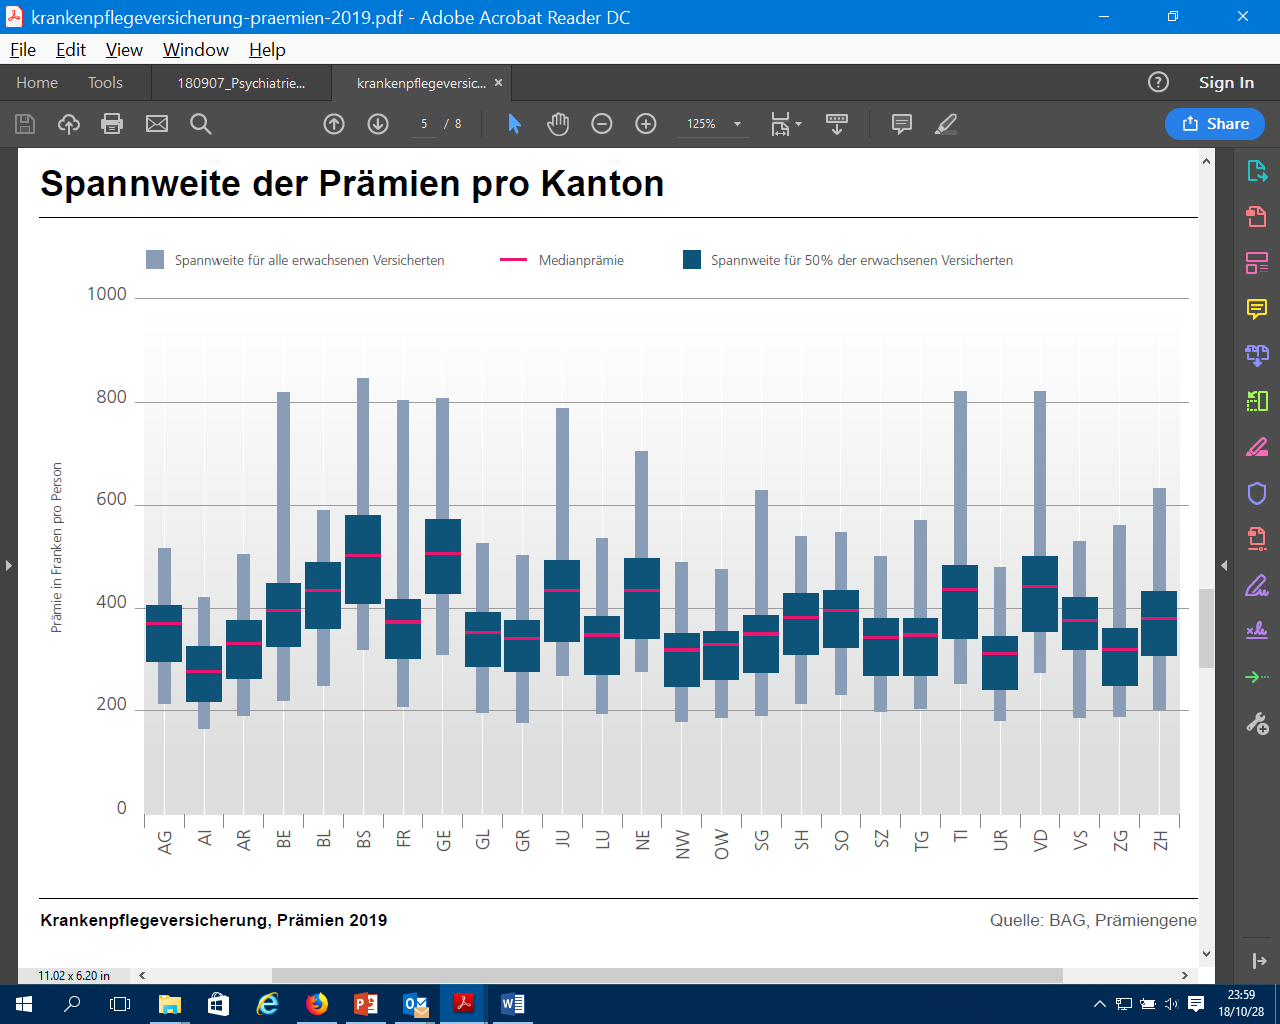 krankenpflegeversicherung-praemien-2019.pdf - Adobe Acrobat Reader DC
File Edit View Window Help
Home Tools 180907_Psychiatrie... krankenpflegeversic... × ? Sign In
5 / 8 125% Share
Spannweite der Prämien pro Kanton
Spannweite für alle erwachsenen Versicherten Medianprämie Spannweite für 50% der erwachsenen Versicherten
Prämie in Franken pro Person
1000
800
600
400
200
0
AG AI AR BE BL BS FR GE GL GR JU LU NE NW OW SG SH SO SZ TG TI UR VD VS ZG ZH
Krankenpflegeversicherung, Prämien 2019 Quelle: BAG, Prämiengene
11.02 x 6.20 in
23:59
18/10/28